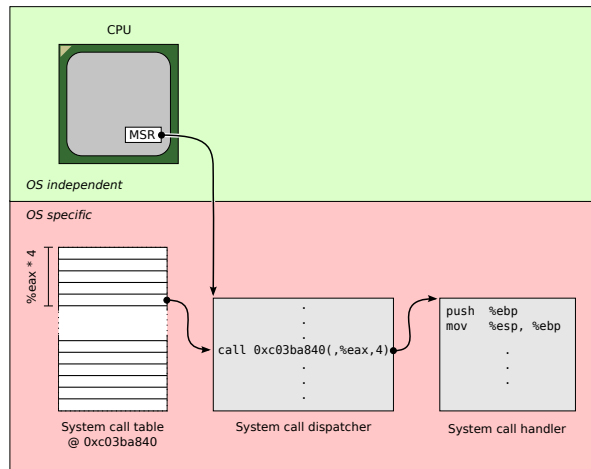 CPU
MSR
OS independent
OS specific
%eax * 4
call 0xc03ba840(,%eax,4)
push %ebp
mov %esp, %ebp
System call table
@ 0xc03ba840
System call dispatcher
System call handler